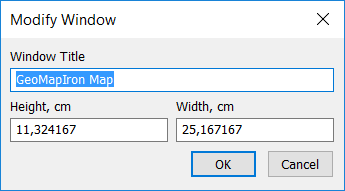 Modify Window
Window Title
GeoMapIron Map
Height, cm Width, cm
11,324167 25,167167
OK Cancel